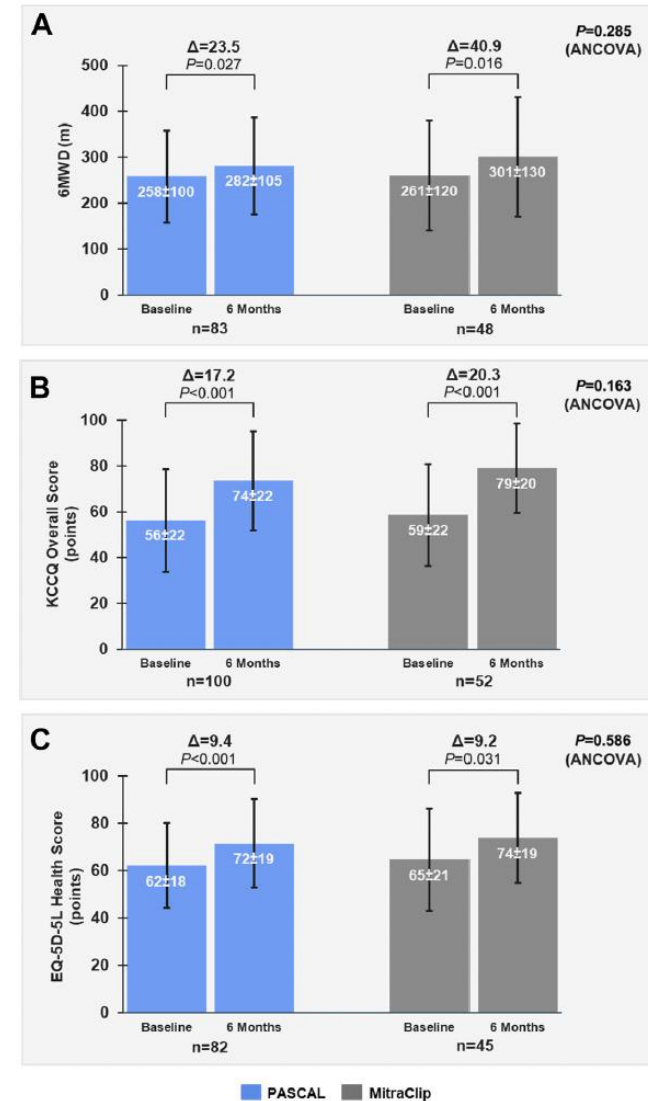 A
P=0.285
(ANCOVA)
Δ=23.5
P=0.027
Δ=40.9
P=0.016
6MWD (m)
500
400
300
200
100
0
258±100
282±105
261±120
301±130
Baseline
6 Months
Baseline
6 Months
n=83
n=48
B
P=0.163
(ANCOVA)
Δ=17.2
P<0.001
Δ=20.3
P<0.001
KCCQ Overall Score
(points)
100
80
60
40
20
0
56±22
74±22
59±22
79±20
Baseline
6 Months
Baseline
6 Months
n=100
n=52
C
P=0.586
(ANCOVA)
Δ=9.4
P<0.001
Δ=9.2
P=0.031
EQ-5D-5L Health Score
(points)
100
80
60
40
20
0
62±18
72±19
65±21
74±19
Baseline
6 Months
Baseline
6 Months
n=82
n=45
PASCAL
MitraClip